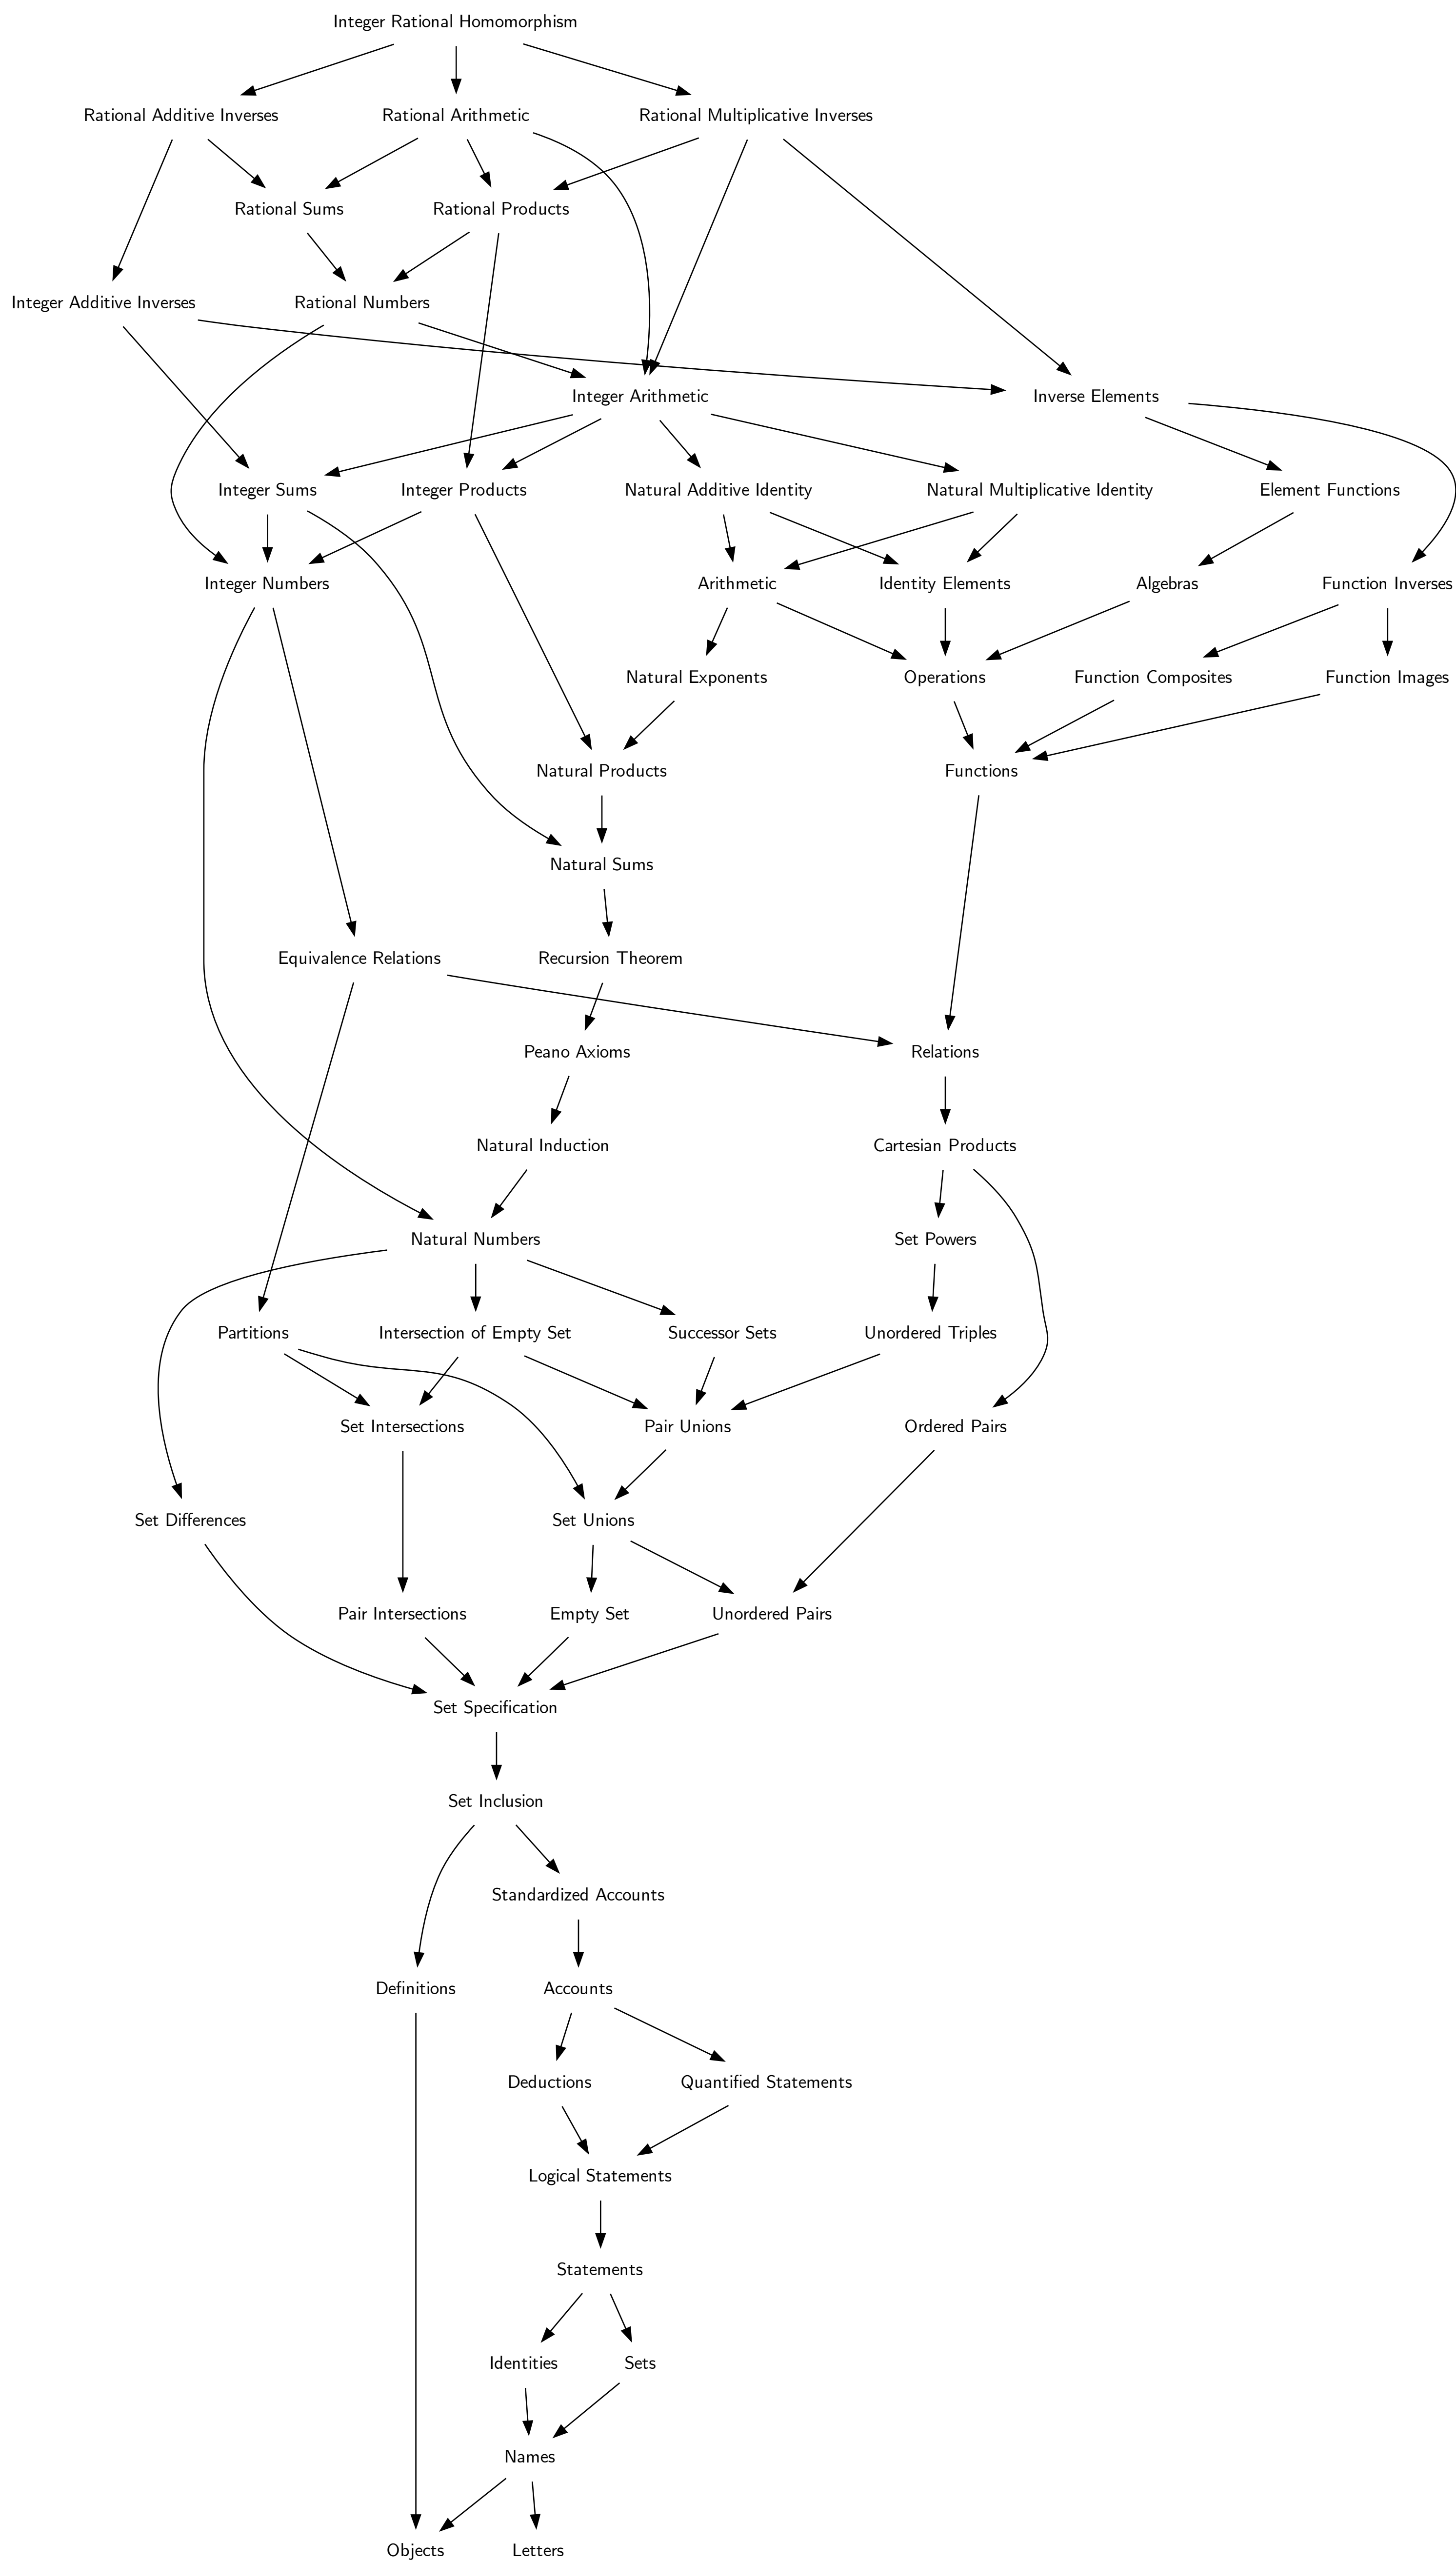 Integer Rational Homomorphism
Rational Additive Inverses
Rational Arithmetic
Rational Multiplicative Inverses
Rational Sums
Rational Products
Integer Additive Inverses
Rational Numbers
Integer Arithmetic
Inverse Elements
Integer Sums
Integer Products
Natural Additive Identity
Natural Multiplicative Identity
Element Functions
Integer Numbers
Arithmetic
Identity Elements
Algebras
Function Inverses
Natural Exponents
Operations
Function Composites
Function Images
Natural Products
Functions
Natural Sums
Equivalence Relations
Recursion Theorem
Peano Axioms
Relations
Natural Induction
Cartesian Products
Natural Numbers
Set Powers
Partitions
Intersection of Empty Set
Successor Sets
Unordered Triples
Set Intersections
Pair Unions
Ordered Pairs
Set Differences
Set Unions
Pair Intersections
Empty Set
Unordered Pairs
Set Specification
Set Inclusion
Standardized Accounts
Definitions
Accounts
Deductions
Quantified Statements
Logical Statements
Statements
Identities
Sets
Names
Objects
Letters